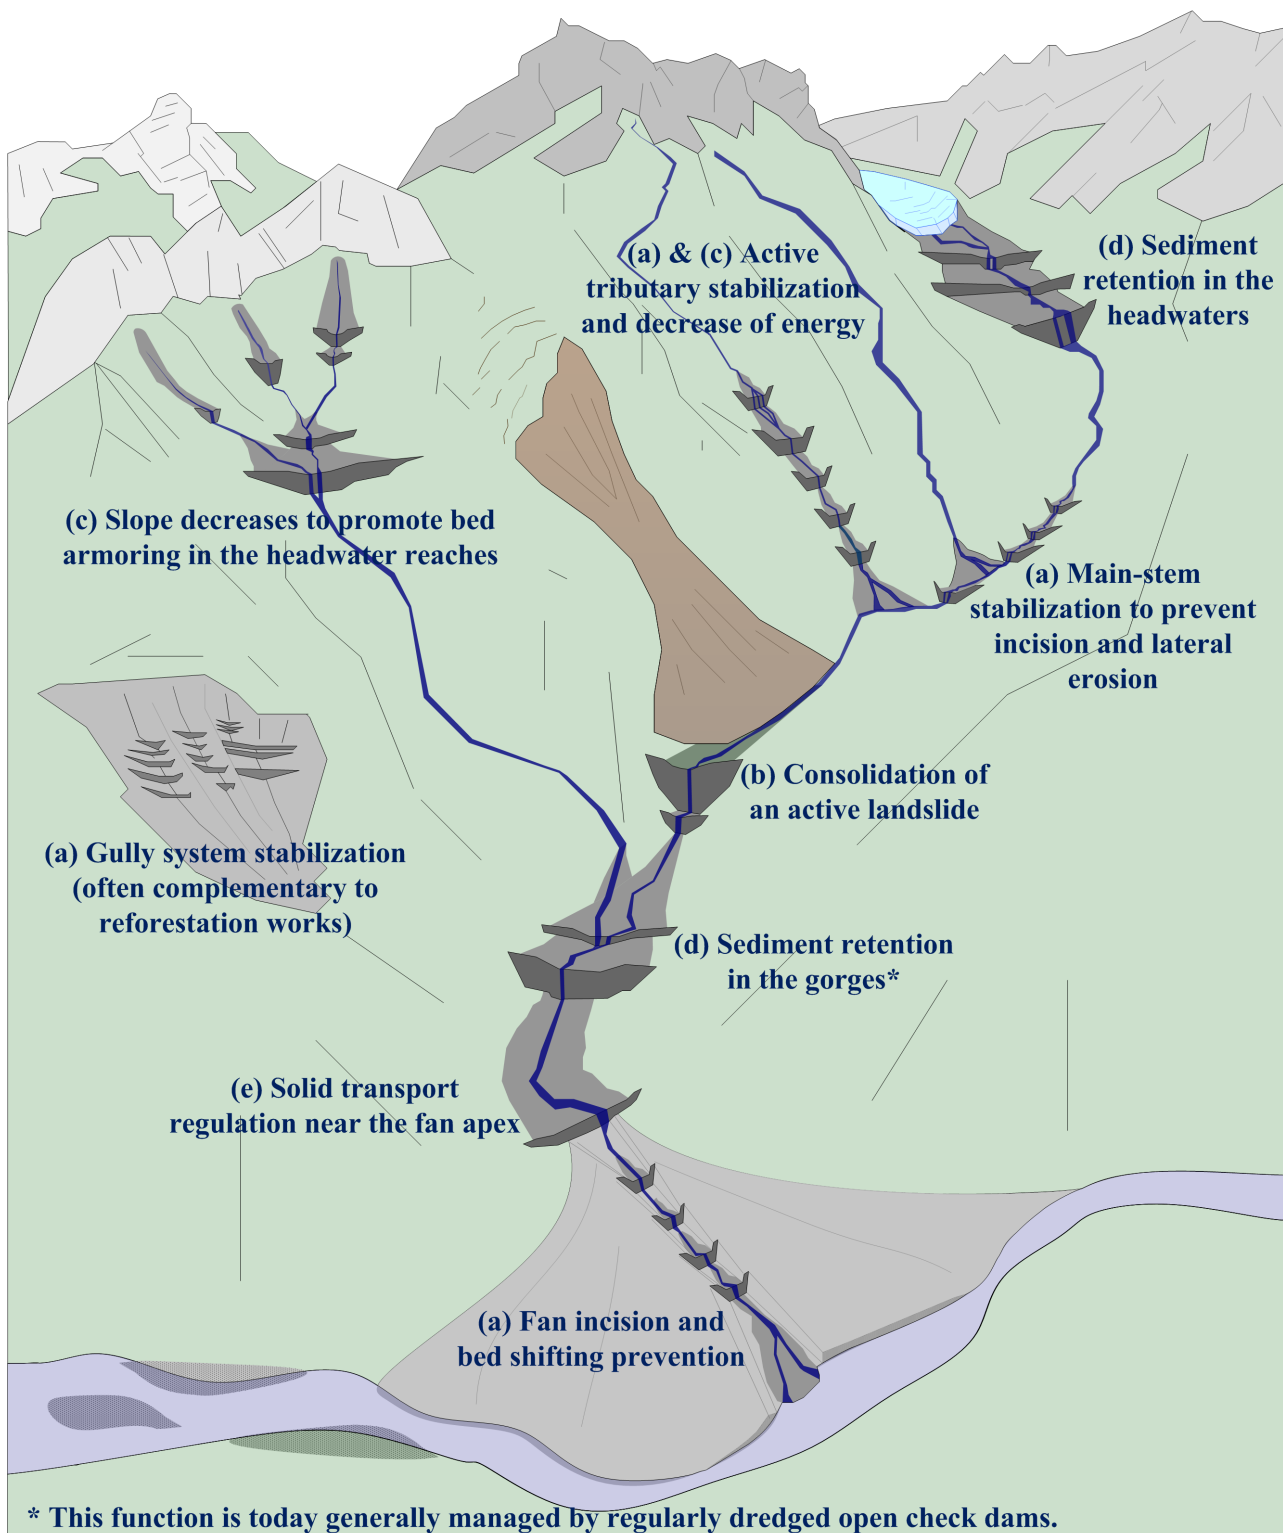 (a) & (c) Active
tributary stabilization
and decrease of energy
(d) Sediment
retention in the
headwaters
(c) Slope decreases to promote bed
armoring in the headwater reaches
(a) Main-stem
stabilization to prevent
incision and lateral
erosion
(b) Consolidation of
an active landslide
(a) Gully system stabilization
(often complementary to
reforestation works)
(d) Sediment retention
in the gorges*
(e) Solid transport
regulation near the fan apex
(a) Fan incision and
bed shifting prevention
* This function is today generally managed by regularly dredged open check dams.